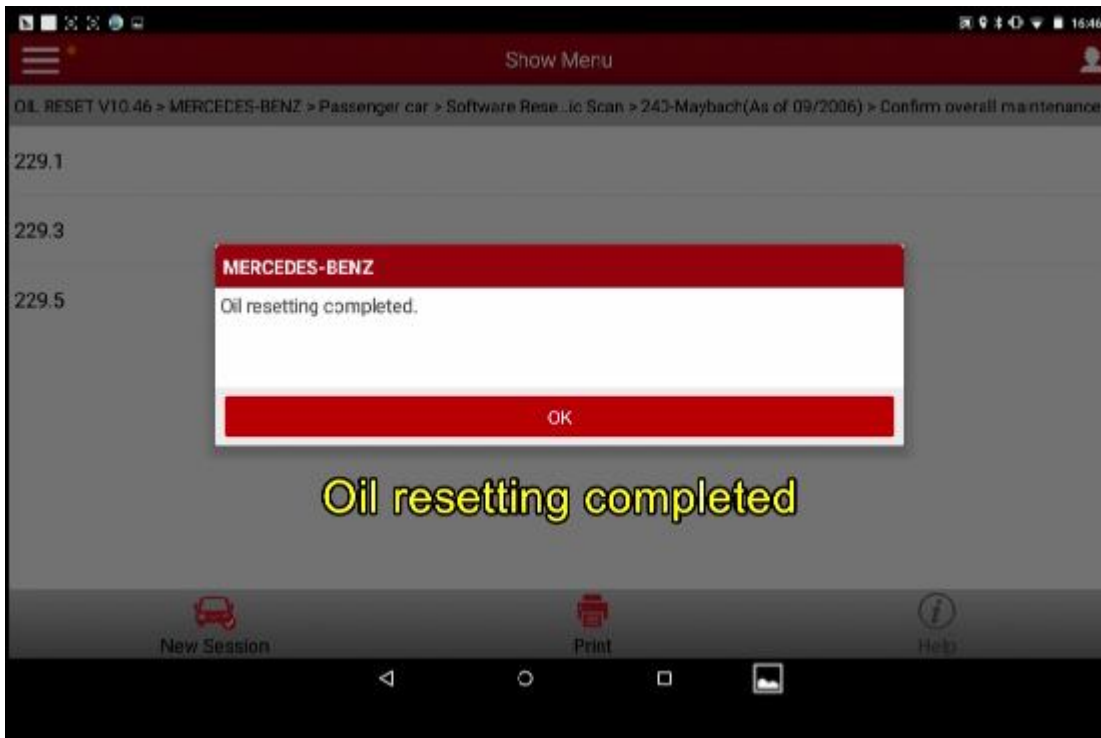 16:46
Show Menu
OIL RESET V10.46 > MERCEDES-BENZ > Passenger car > Software Rese...ic Scan > 240-Maybach(As of 09/2006) > Confirm overall maintenance
229.1
229.3
229.5
MERCEDES-BENZ
Oil resetting completed.
OK
Oil resetting completed
New Session
Print
Help